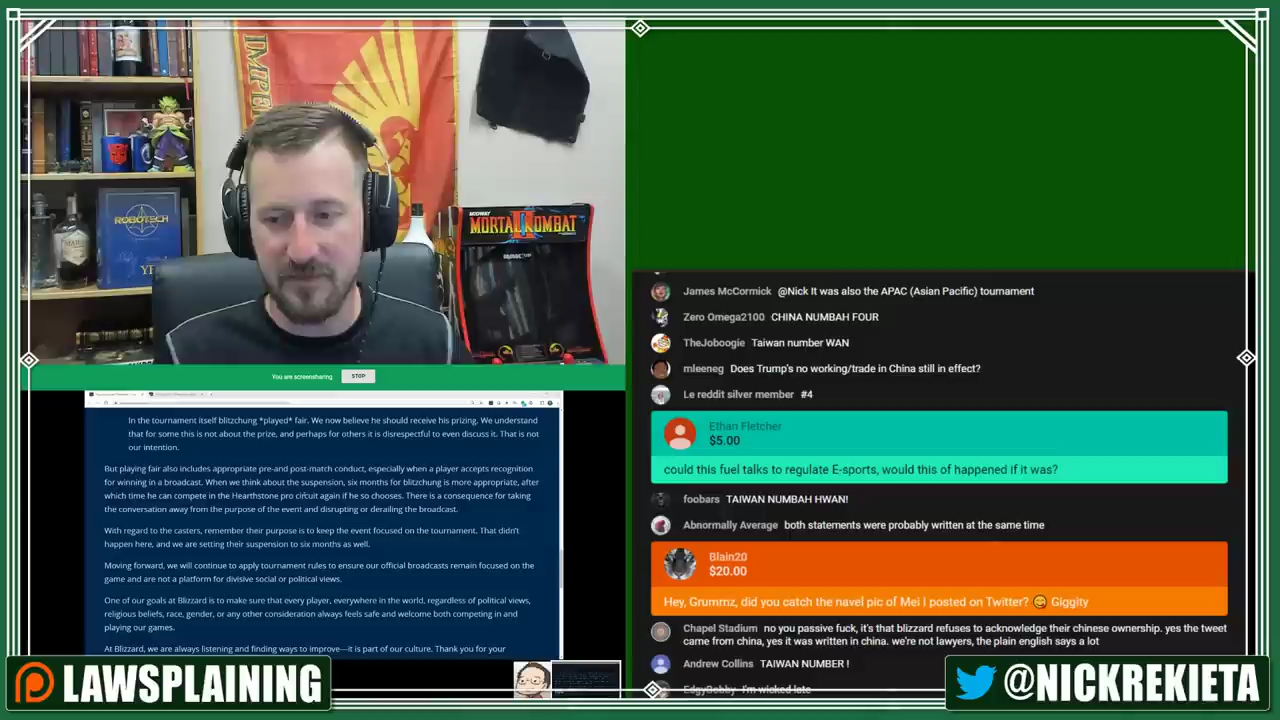 IMPE
ROBOTECH
MIDWAY
MORTAL KOMBAT
II
You are screensharing
STOP
In the tournament itself blitzchung *played* fair. We now believe he should receive his prizing. We understand
that for some this is not about the prize, and perhaps for others it is disrespectful to even discuss it. That is not
our intention.
But playing fair also includes appropriate pre-and post-match conduct, especially when a player accepts recognition
for winning in a broadcast. When we think about the suspension, six months for blitzchung is more appropriate, after
which time he can compete in the Hearthstone pro circuit again if he so chooses. There is a consequence for taking
the conversation away from the purpose of the event and disrupting or derailing the broadcast.
With regard to the casters, remember their purpose is to keep the event focused on the tournament. That didn't
happen here, and we are setting their suspension to six months as well.
Moving forward, we will continue to apply tournament rules to ensure our official broadcasts remain focused on the
game and are not a platform for divisive social or political views.
One of our goals at Blizzard is to make sure that every player, everywhere in the world, regardless of political views,
religious beliefs, race, gender, or any other consideration always feels safe and welcome both competing in and
playing our games.
At Blizzard, we are always listening and finding ways to improve—it is part of our culture. Thank you for your
James McCormick @Nick It was also the APAC (Asian Pacific) tournament
Zero Omega2100 CHINA NUMBAH FOUR
TheJoboogie Taiwan number WAN
mleeneg Does Trump's no working/trade in China still in effect?
Le reddit silver member #4
Ethan Fletcher
$5.00
could this fuel talks to regulate E-sports, would this of happened if it was?
foobars TAIWAN NUMBAH HWAN!
Abnormally Average both statements were probably written at the same time
Blain20
$20.00
Hey, Grummz, did you catch the navel pic of Mei I posted on Twitter? 😄 Giggity
Chapel Stadium no you passive fuck, it's that blizzard refuses to acknowledge their chinese ownership. yes the tweet
came from china, yes it was written in china. we're not lawyers, the plain english says a lot
Andrew Collins TAIWAN NUMBER !
EdgyBobby I'm wicked late
LAWSPLAINING
@NICKREKIETA